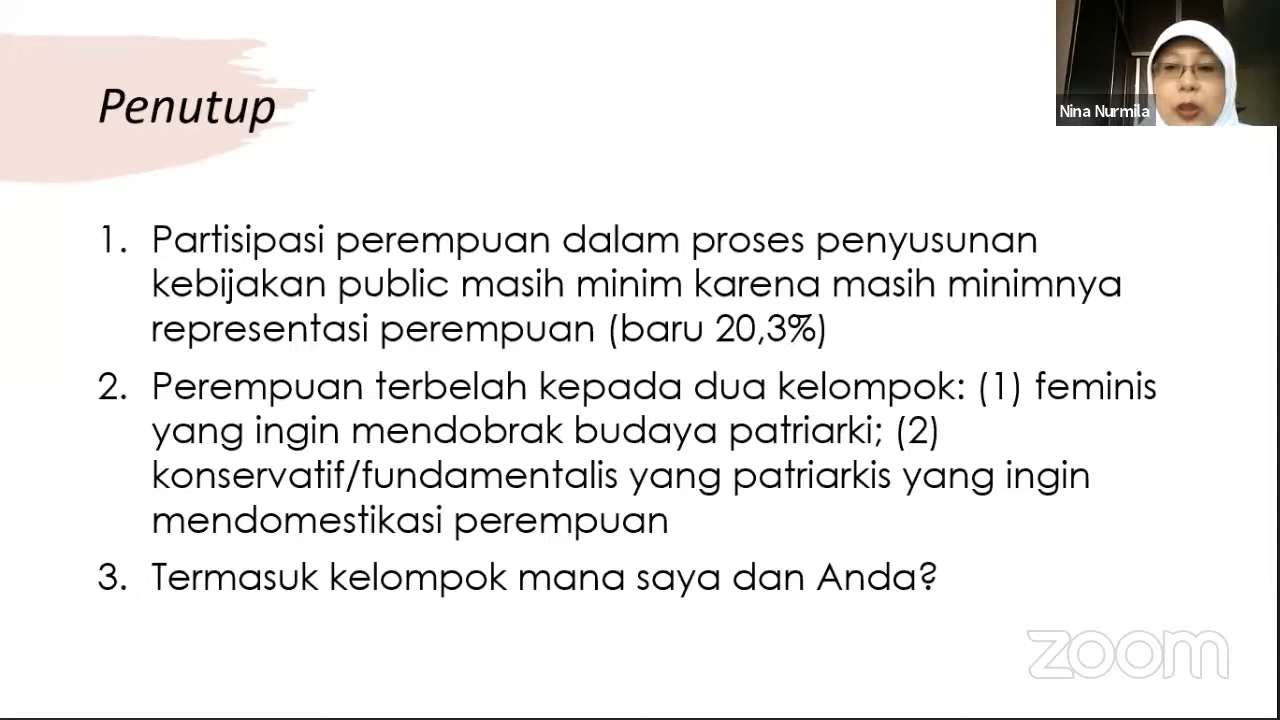 Penutup
Nina Nurmila
1. Partisipasi perempuan dalam proses penyusunan
kebijakan public masih minim karena masih minimnya
representasi perempuan (baru 20,3%)
2. Perempuan terbelah kepada dua kelompok: (1) feminis
yang ingin mendobrak budaya patriarki; (2)
konservatif/fundamentalis yang patriarkis yang ingin
mendomestikasi perempuan
3. Termasuk kelompok mana saya dan Anda?
zoom